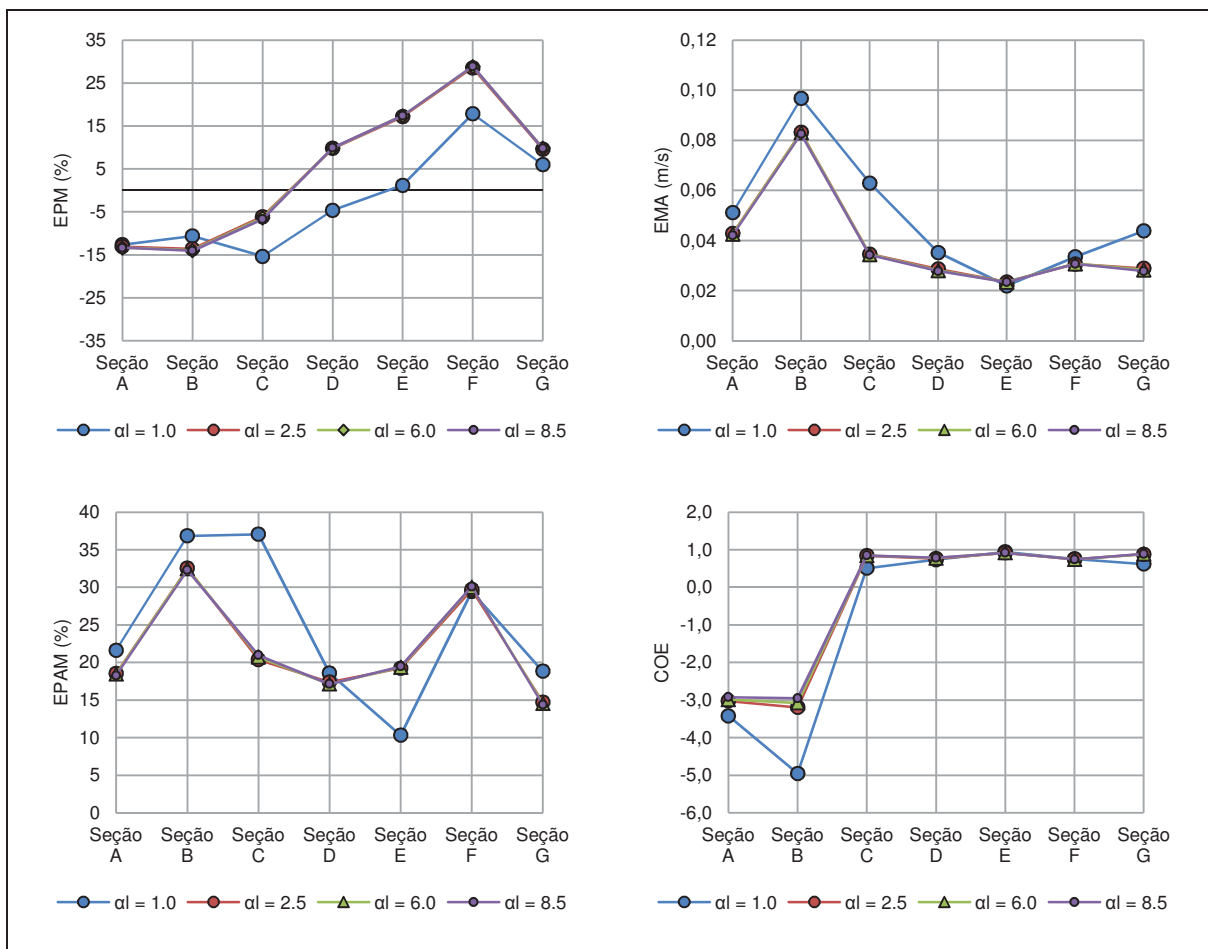 35
25
15
5
-5
-15
-25
-35
EPM (%)
Seção A
Seção B
Seção C
Seção D
Seção E
Seção F
Seção G
αl = 1.0
αl = 2.5
αl = 6.0
αl = 8.5
0,12
0,10
0,08
0,06
0,04
0,02
0,00
EMA (m/s)
Seção A
Seção B
Seção C
Seção D
Seção E
Seção F
Seção G
αl = 1.0
αl = 2.5
αl = 6.0
αl = 8.5
40
35
30
25
20
15
10
5
0
EPAM (%)
Seção A
Seção B
Seção C
Seção D
Seção E
Seção F
Seção G
αl = 1.0
αl = 2.5
αl = 6.0
αl = 8.5
2,0
1,0
0,0
-1,0
-2,0
-3,0
-4,0
-5,0
-6,0
COE
Seção A
Seção B
Seção C
Seção D
Seção E
Seção F
Seção G
αl = 1.0
αl = 2.5
αl = 6.0
αl = 8.5